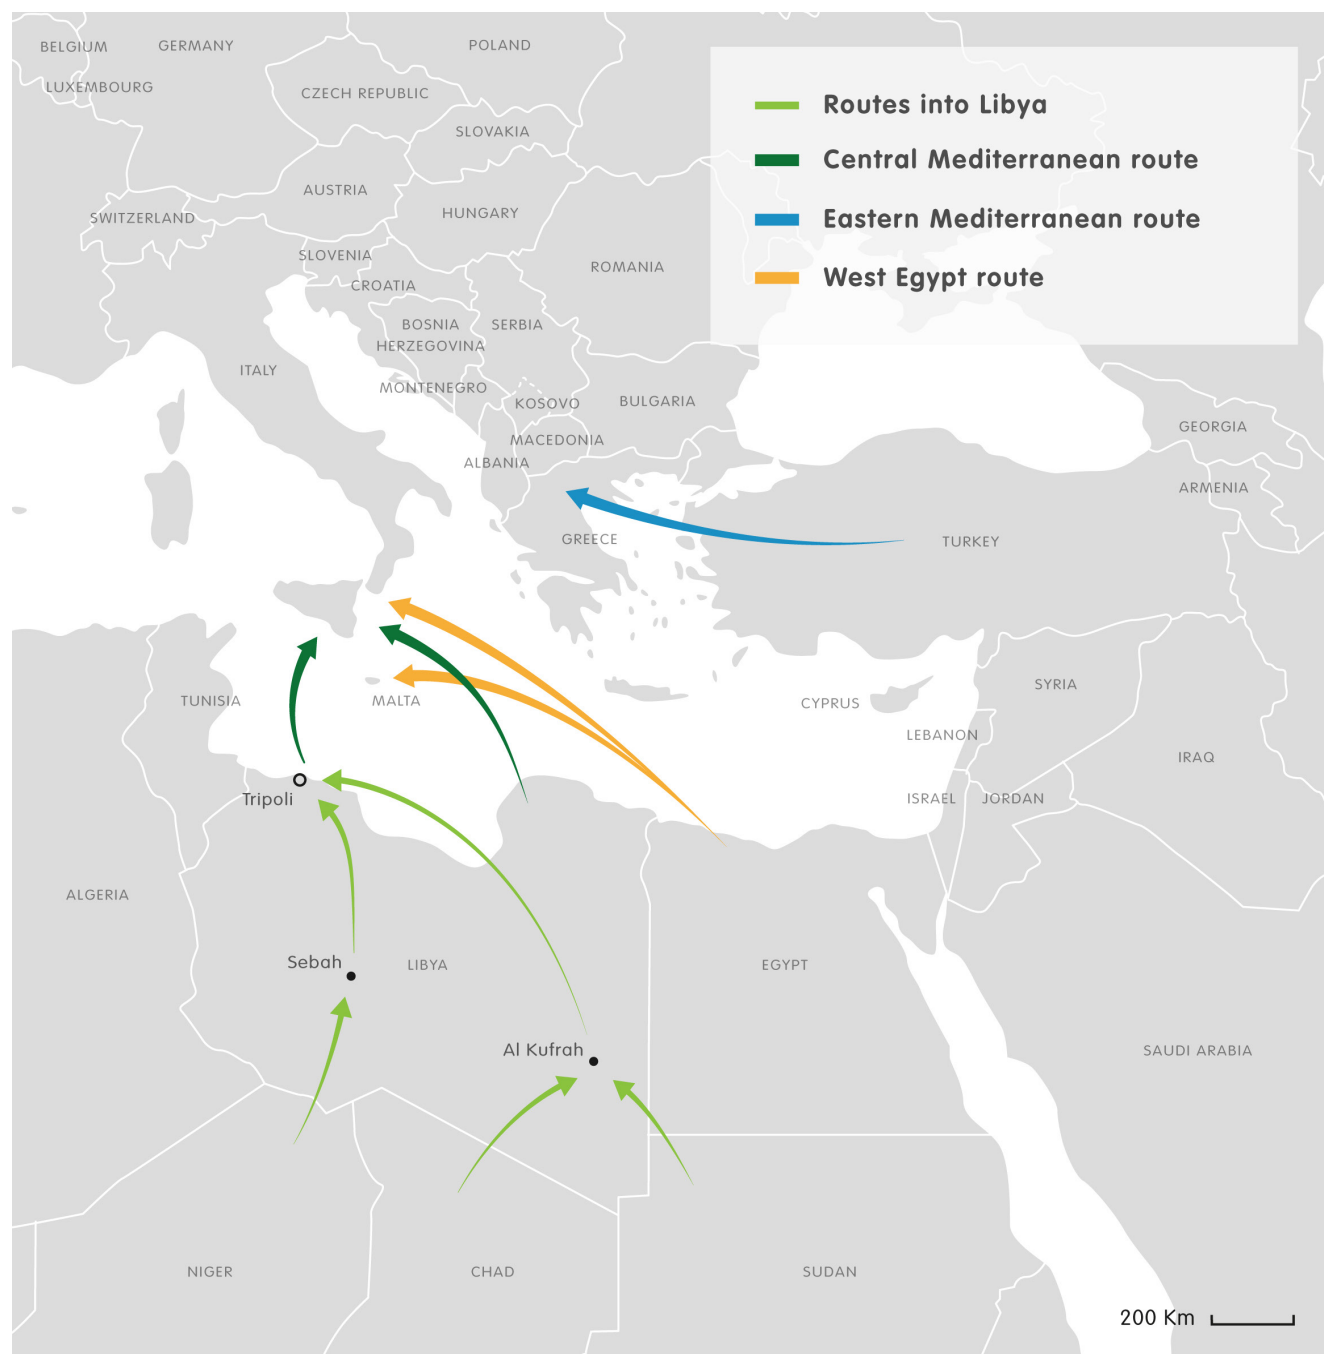 BELGIUM
GERMANY
POLAND
LUXEMBOURG
CZECH REPUBLIC
SLOVAKIA
AUSTRIA
SWITZERLAND
HUNGARY
SLOVENIA
ROMANIA
CROATIA
BOSNIA
HERZEGOVINA
SERBIA
ITALY
MONTENEGRO
KOSOVO
BULGARIA
MACEDONIA
ALBANIA
GEORGIA
ARMENIA
GREECE
TURKEY
Routes into Libya
Central Mediterranean route
Eastern Mediterranean route
West Egypt route
TUNISIA
MALTA
CYPRUS
SYRIA
LEBANON
IRAQ
ISRAEL
JORDAN
Tripoli
ALGERIA
Sebah
LIBYA
EGYPT
Al Kufrah
SAUDI ARABIA
NIGER
CHAD
SUDAN
200 Km